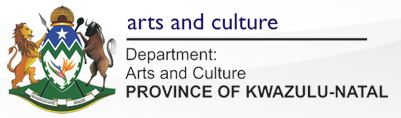 arts and culture
Department:
Arts and Culture
PROVINCE OF KWAZULU-NATAL